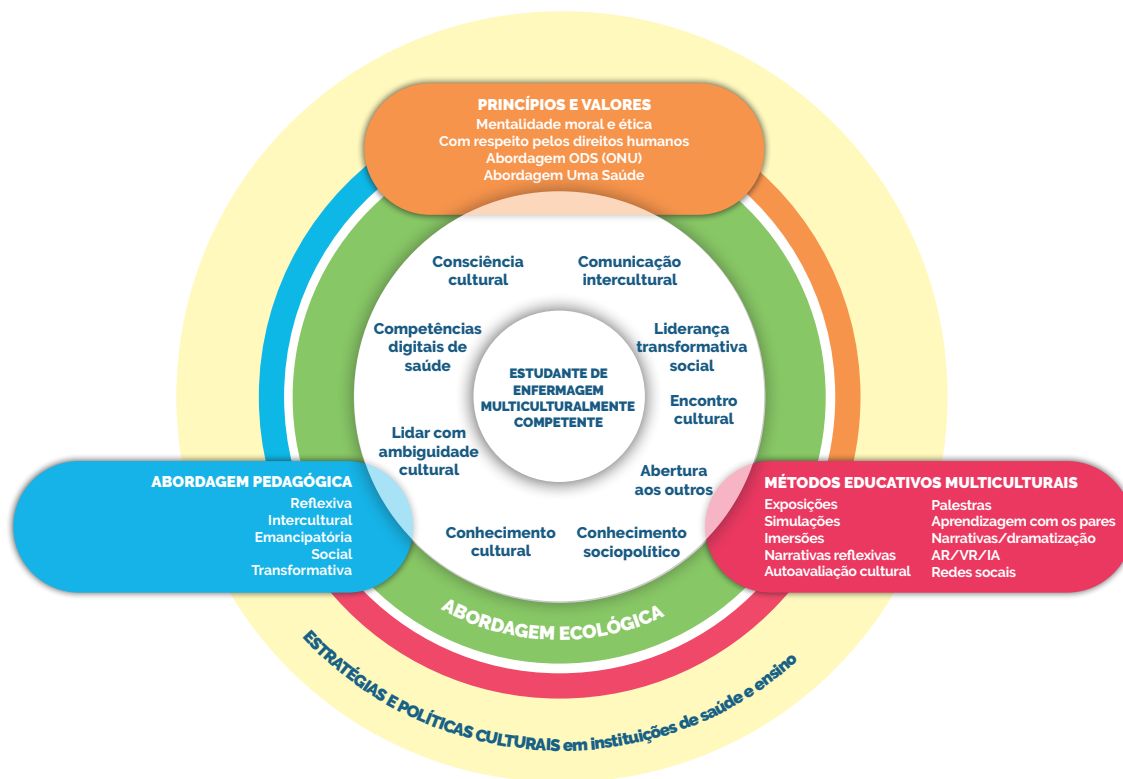 PRINCÍPIOS E VALORES
Mentalidade moral e ética
Com respeito pelos direitos humanos
Abordagem ODS (ONU)
Abordagem Uma Saúde
Consciência
cultural
Comunicação
intercultural
Competências
digitais de
saúde
Liderança
transformativa
social
ESTUDANTE DE
ENFERMAGEM
MULTICULTURALMENTE
COMPETENTE
Encontro
cultural
Lidar com
ambiguidade
cultural
Abertura
aos outros
Conhecimento
cultural
Conhecimento
sociopolítico
ABORDAGEM PEDAGÓGICA
Reflexiva
Intercultural
Emancipatória
Social
Transformativa
MÉTODOS EDUCATIVOS MULTICULTURAIS
Exposições
Simulações
Imersões
Narrativas reflexivas
Autoavaliação cultural
Palestras
Aprendizagem com os pares
Narrativas/dramatização
AR/VR/IA
Redes socais
ABORDAGEM ECOLÓGICA
ESTRATÉGIAS E POLÍTICAS CULTURAIS em instituições de saúde e ensino